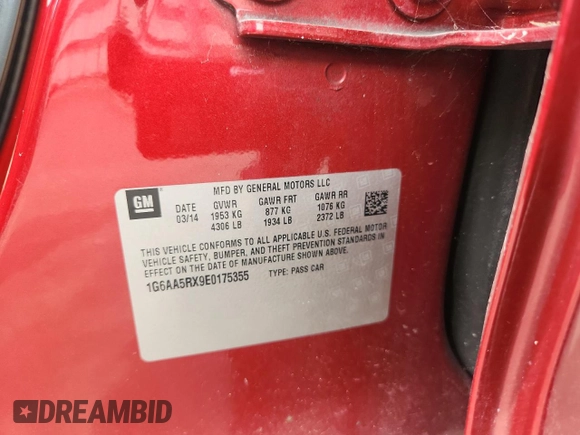 MFD BY GENERAL MOTORS LLC
GM
DATE GVWR GAWR FRT GAWR RR
03/14 1953 KG 877 KG 1076 KG
4306 LB 1934 LB 2372 LB
THIS VEHICLE CONFORMS TO ALL APPLICABLE U.S. FEDERAL MOTOR
VEHICLE SAFETY, BUMPER, AND THEFT PREVENTION STANDARDS IN
EFFECT ON THE DATE OF MANUFACTURE SHOWN ABOVE.
1G6AA5RX9E0175355 TYPE: PASS CAR
DREAMBID